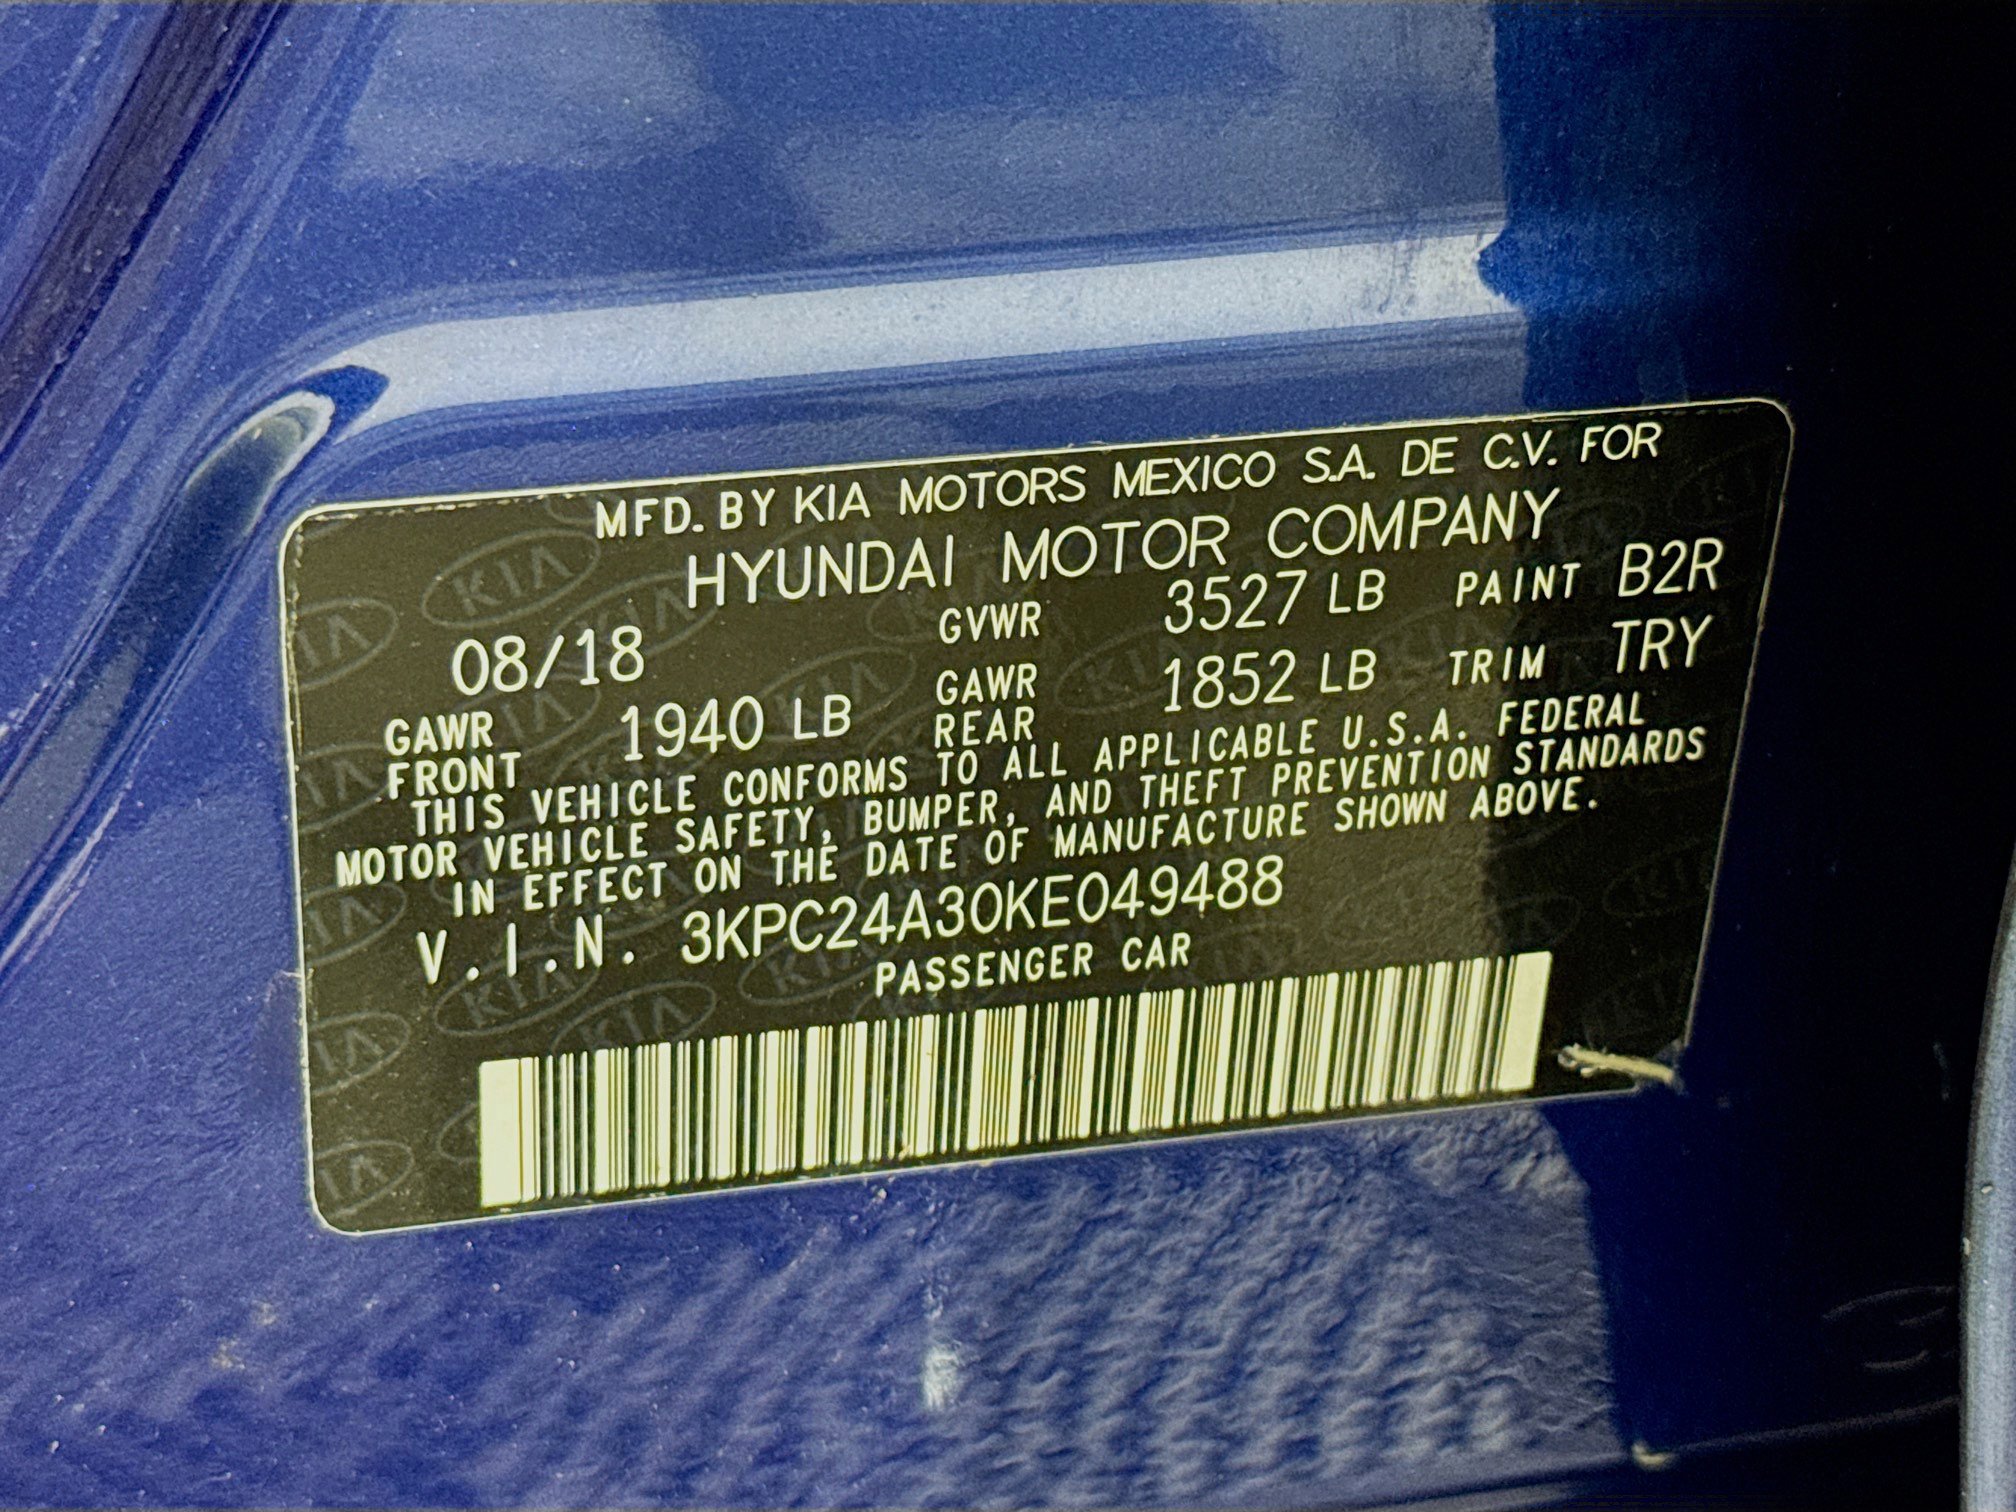 MFD. BY KIA MOTORS MEXICO S.A. DE C.V. FOR
HYUNDAI MOTOR COMPANY
08/18 GVWR 3527 LB PAINT B2R
GAWR FRONT 1940 LB GAWR REAR 1852 LB TRIM TRY
THIS VEHICLE CONFORMS TO ALL APPLICABLE U.S.A. FEDERAL
MOTOR VEHICLE SAFETY, BUMPER, AND THEFT PREVENTION STANDARDS
IN EFFECT ON THE DATE OF MANUFACTURE SHOWN ABOVE.
V.I.N. 3KPC24A30KE049488
PASSENGER CAR